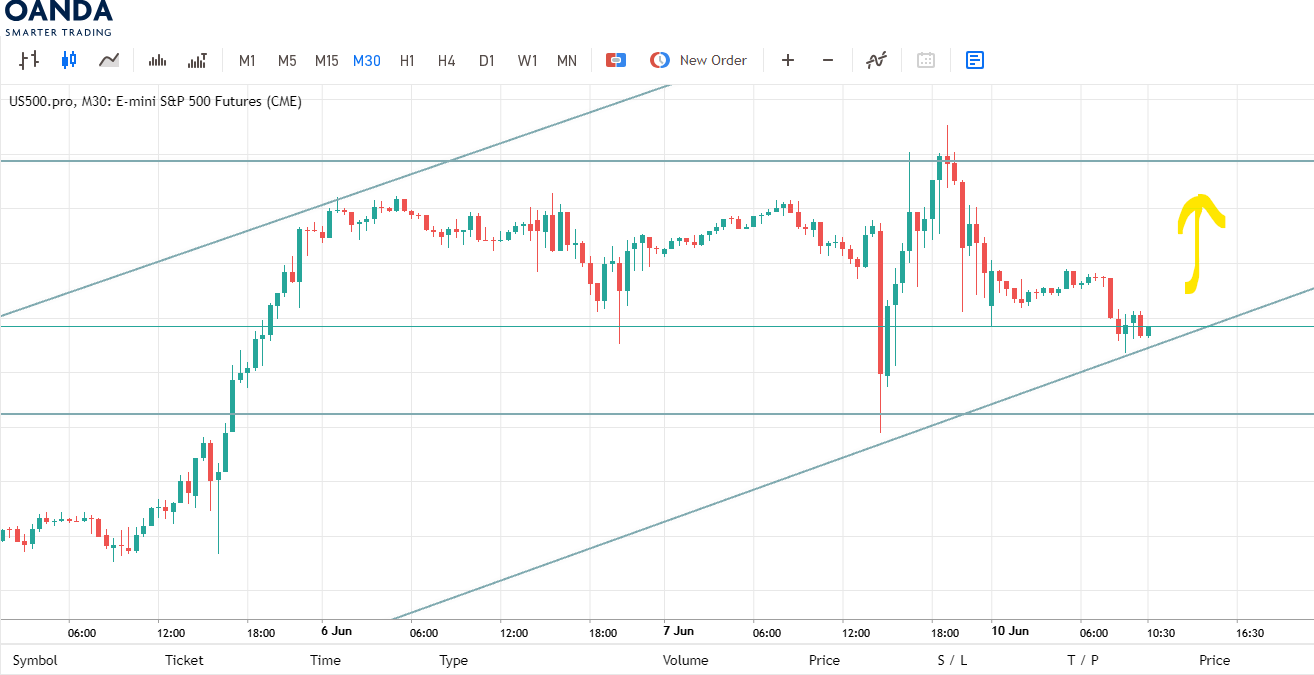 OANDA
SMARTER TRADING
M1 M5 M15 M30 H1 H4 D1 W1 MN New Order
US500.pro, M30: E-mini S&P 500 Futures (CME)
06:00 12:00 18:00 6 Jun 06:00 12:00 18:00 7 Jun 06:00 12:00 18:00 10 Jun 06:00 10:30 16:30
Symbol Ticket Time Type Volume Price S / L T / P Price